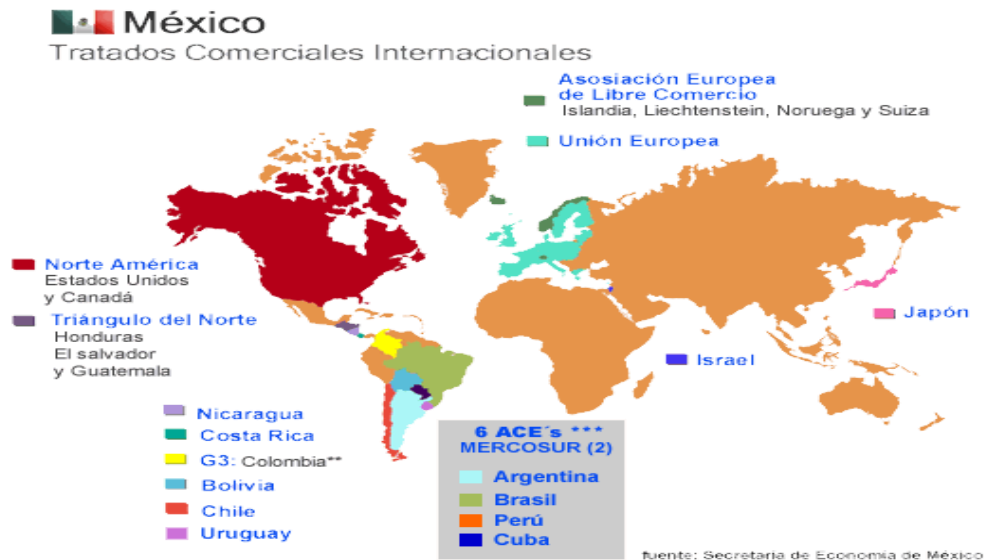 México
Tratados Comerciales Internacionales
Asosiación Europea
de Libre Comercio
Islandia, Liechtenstein, Noruega y Suiza
Unión Europea
Norte América
Estados Unidos
y Canadá
Triángulo del Norte
Honduras
El salvador
y Guatemala
Japón
Israel
Nicaragua
Costa Rica
G3: Colombia**
Bolivia
Chile
Uruguay
6 ACE´s ***
MERCOSUR (2)
Argentina
Brasil
Perú
Cuba
fuente: Secretaria de Economia de México